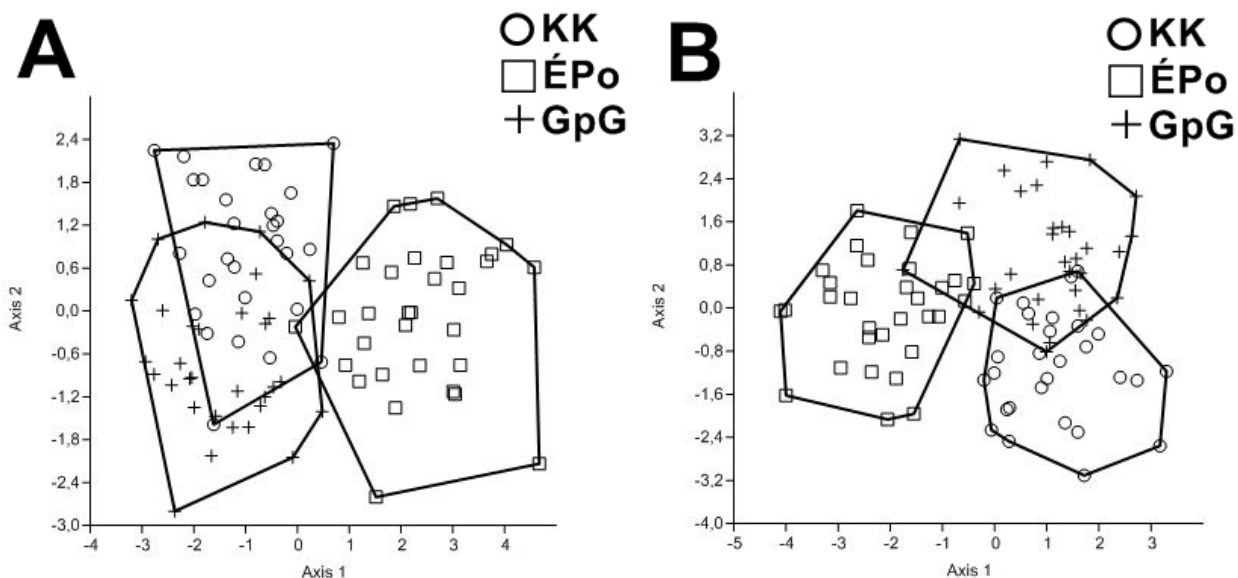 A
KK
ÉPo
GpG
2,4
1,8
1,2
0,6
0,0
-0,6
-1,2
-1,8
-2,4
-3,0
-4 -3 -2 -1 0 1 2 3 4
Axis 1
Axis 2
B
KK
ÉPo
GpG
3,2
2,4
1,6
0,8
0,0
-0,8
-1,6
-2,4
-3,2
-4,0
-5 -4 -3 -2 -1 0 1 2 3
Axis 1
Axis 2